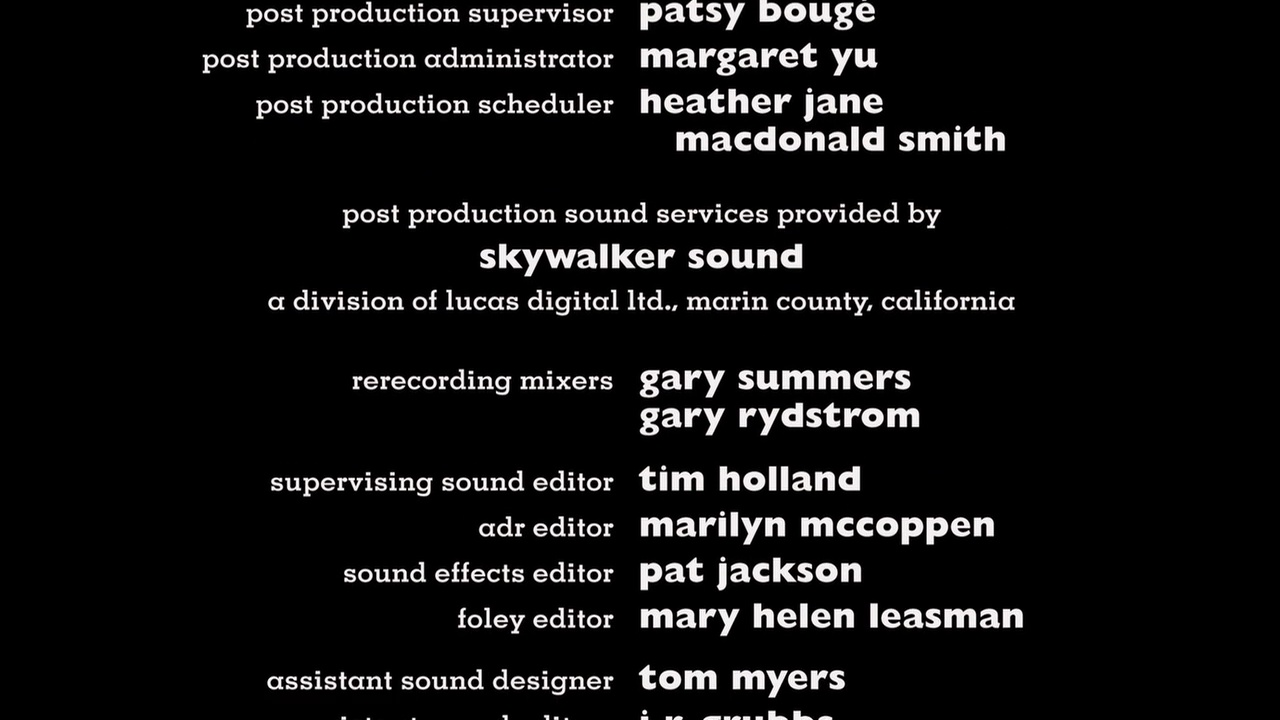 post production supervisor patsy bougé
post production administrator margaret yu
post production scheduler heather jane
macdonald smith
post production sound services provided by
skywalker sound
a division of lucas digital ltd., marin county, california
rerecording mixers gary summers
gary rydstrom
supervising sound editor tim holland
adr editor marilyn mccoppen
sound effects editor pat jackson
foley editor mary helen leasman
assistant sound designer tom myers